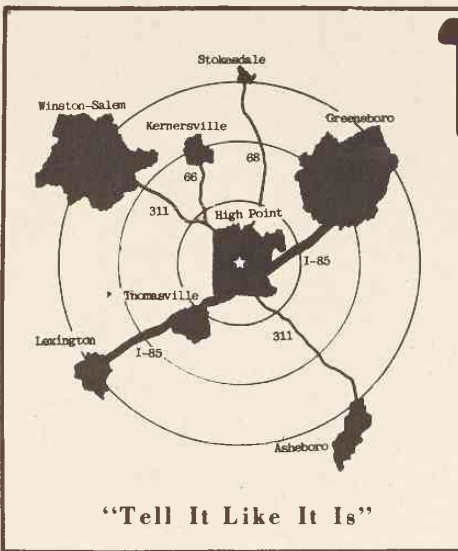 Stokesdale
Winston-Salem
Greensboro
Kernersville
68
66
311
High Point
I-85
Thomasville
Lexington
311
I-85
Asheboro
"Tell It Like It Is"